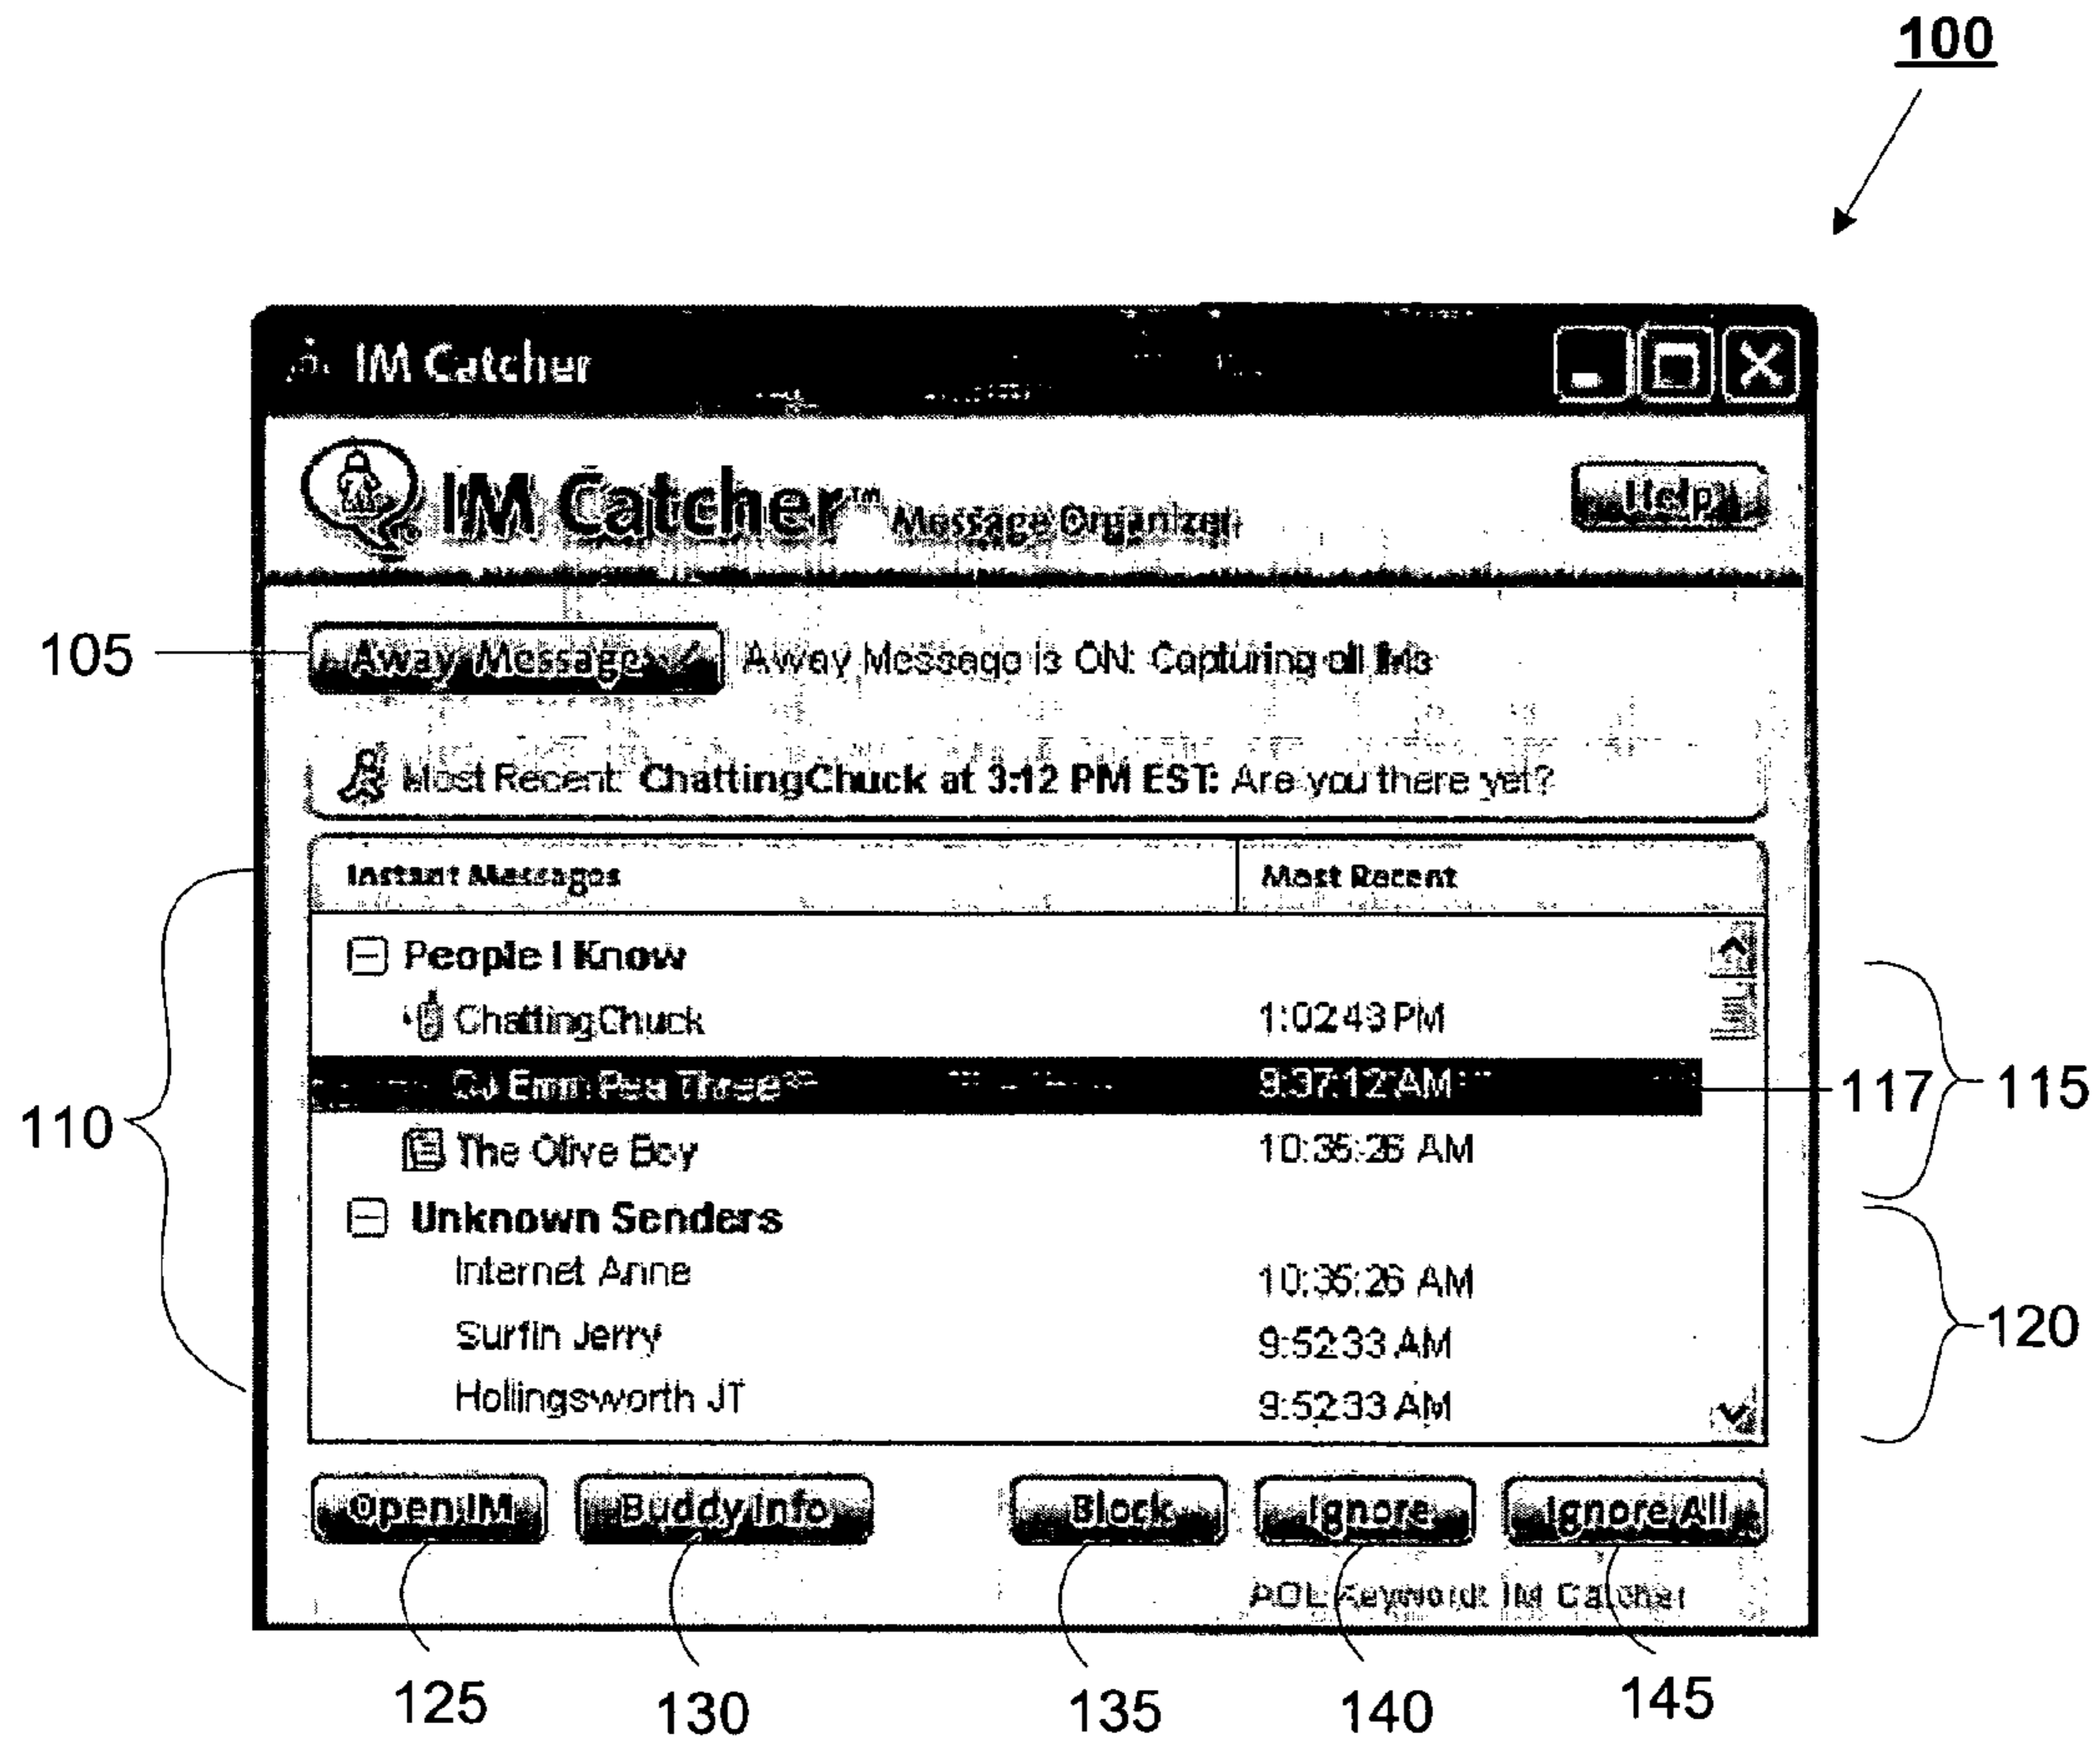 100
IM Catcher
IM Catcher™ Message Organizer
Help
105
Away Message ✓ Away Message is ON: Capturing all IMs
Most Recent: ChattingChuck at 3:12 PM EST: Are you there yet?
Instant Messages Most Recent
People I Know
ChattingChuck 1:02:43 PM
Emm Pea Three 9:37:12 AM
117
115
110
The Olive Boy 10:35:26 AM
Unknown Senders
Internet Anne 10:35:26 AM
120
Surfin Jerry 9:52:33 AM
Hollingsworth JT 9:52:33 AM
Open IM Buddy Info Block Ignore Ignore All
AOL Keyword: IM Catcher
125 130 135 140 145